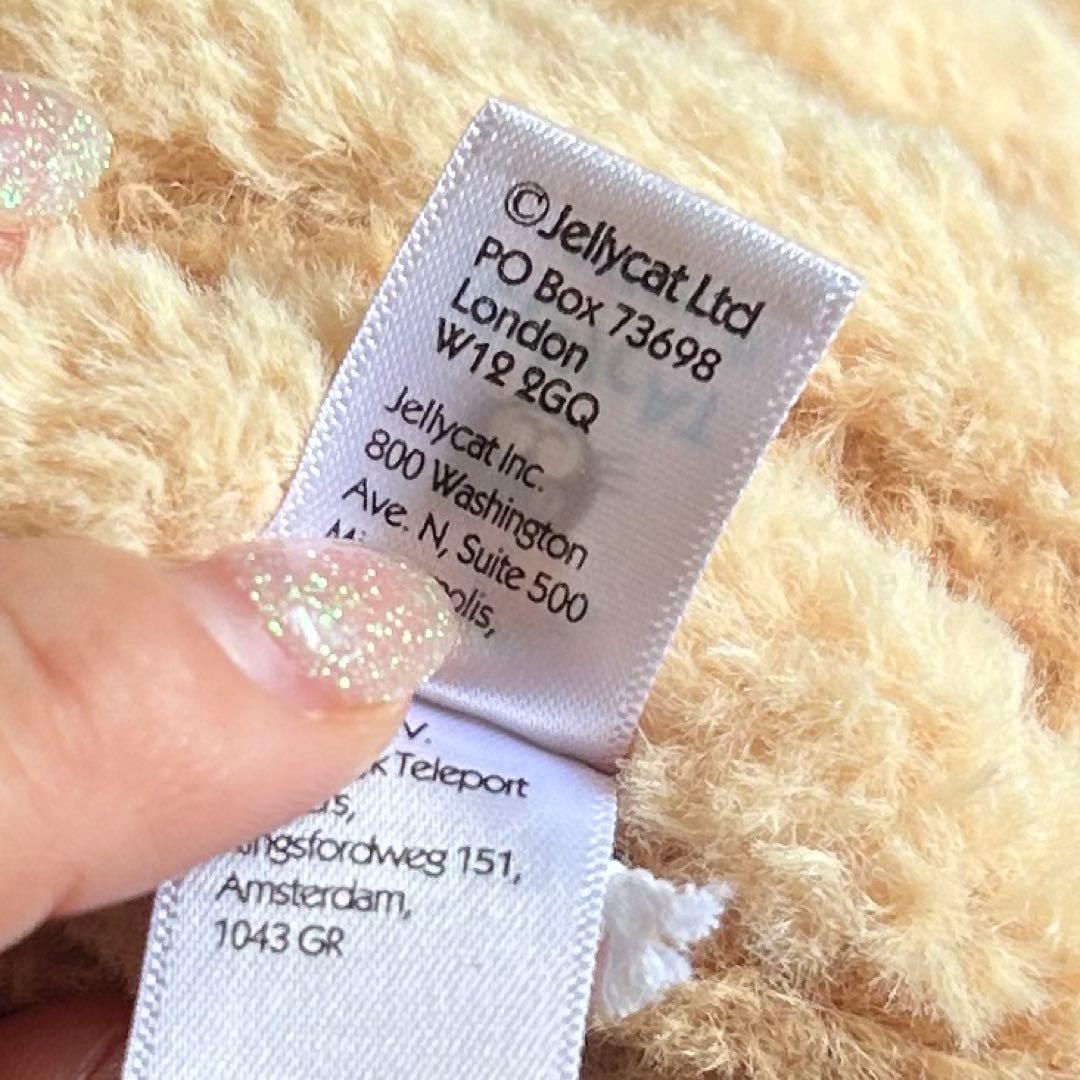 ©Jellycat Ltd
PO Box 73698
London
W12 2GQ
Jellycat Inc.
800 Washington
Ave. N, Suite 500
V.
Teleport
151,
Amsterdam,
1043 GR